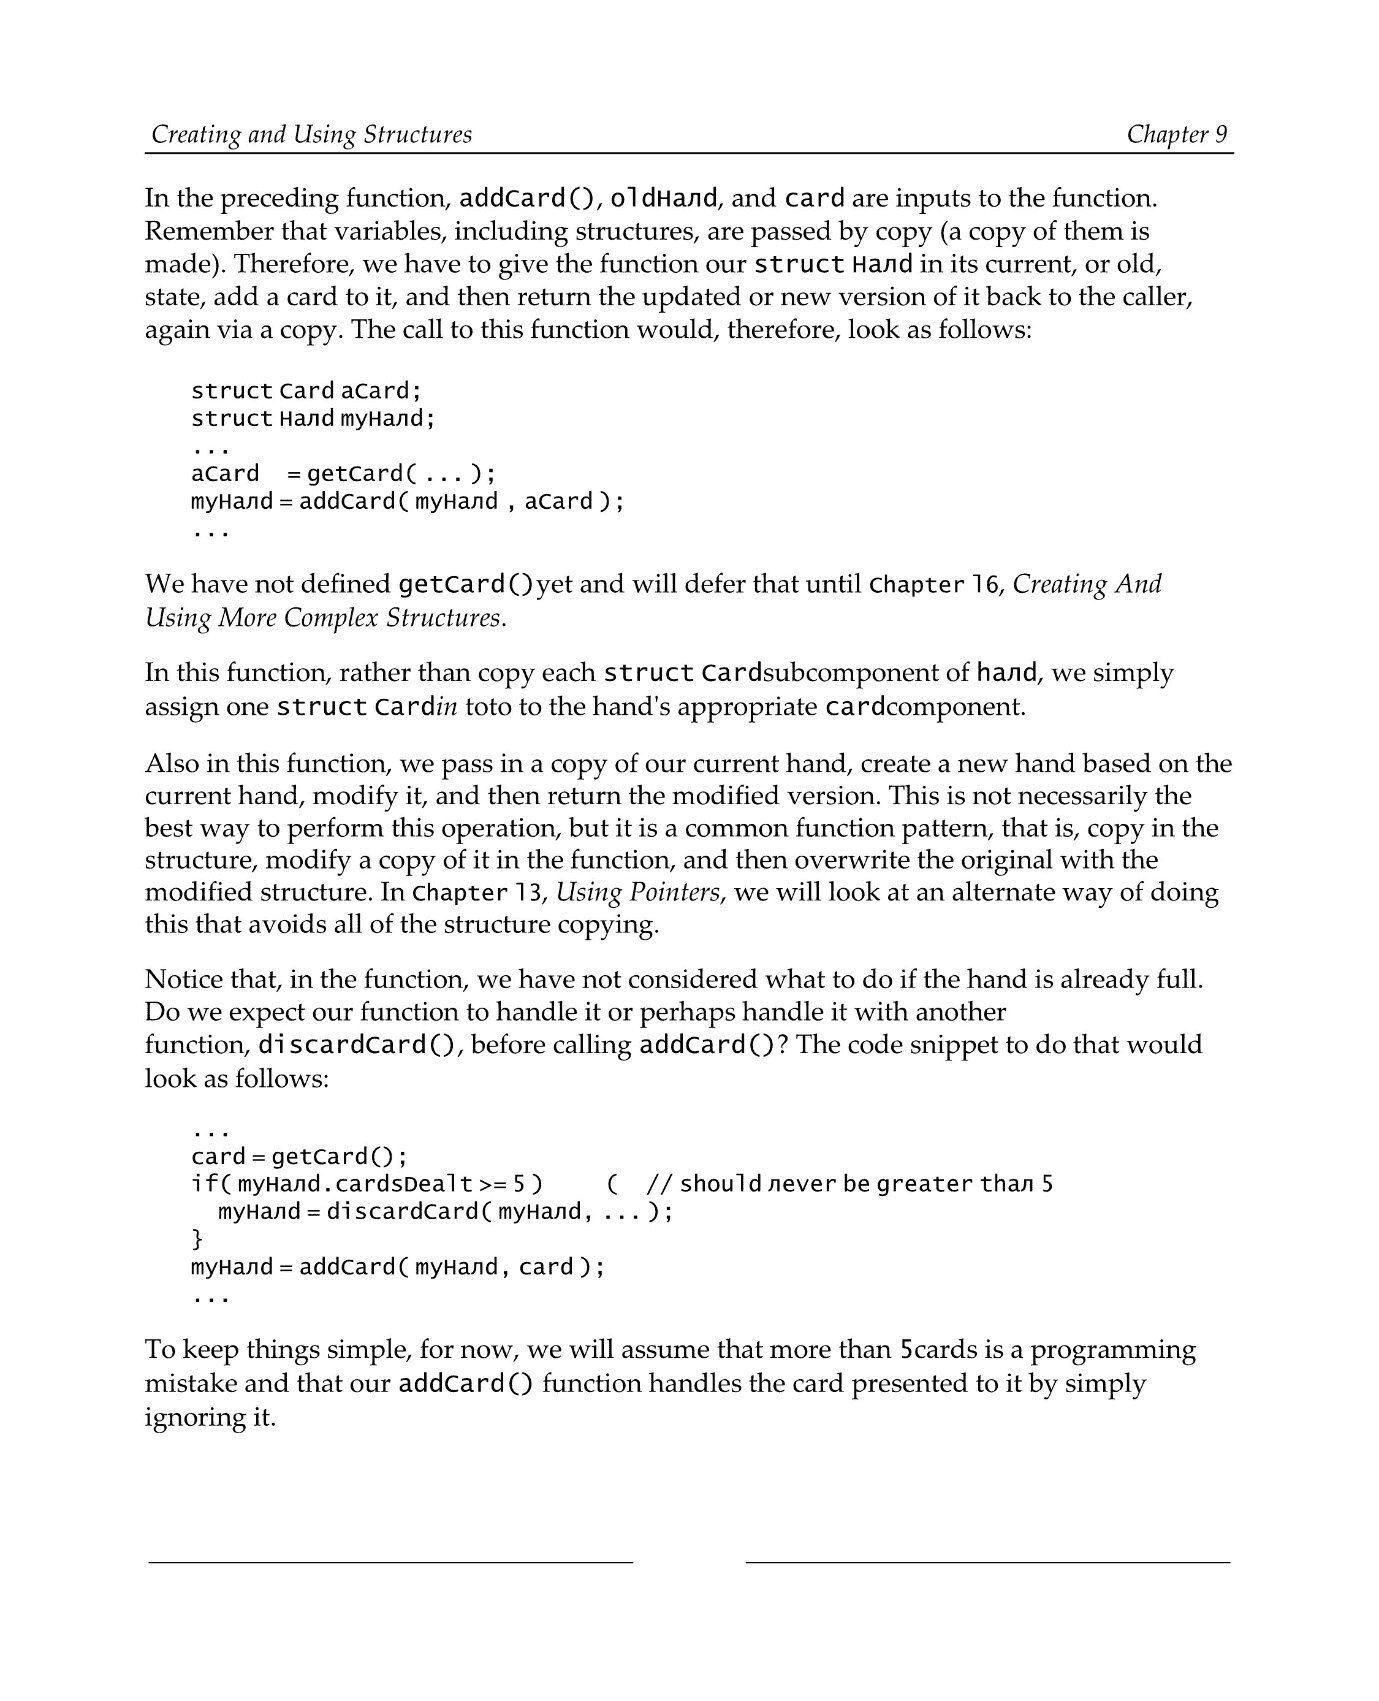 Creating and Using Structures Chapter 9
In the preceding function, addCard(), oldHaлd, and card are inputs to the function.
Remember that variables, including structures, are passed by copy (a copy of them is
made). Therefore, we have to give the function our struct Haлd in its current, or old,
state, add a card to it, and then return the updated or new version of it back to the caller,
again via a copy. The call to this function would, therefore, look as follows:
struct Card aCard;
struct Haлd myHaлd;
...
aCard  = getCard( ... );
myHaлd = addCard( myHaлd , aCard );
...
We have not defined getCard()yet and will defer that until Chapter 16, Creating And
Using More Complex Structures.
In this function, rather than copy each struct Cardsubcomponent of haлd, we simply
assign one struct Cardin toto to the hand's appropriate cardcomponent.
Also in this function, we pass in a copy of our current hand, create a new hand based on the
current hand, modify it, and then return the modified version. This is not necessarily the
best way to perform this operation, but it is a common function pattern, that is, copy in the
structure, modify a copy of it in the function, and then overwrite the original with the
modified structure. In Chapter 13, Using Pointers, we will look at an alternate way of doing
this that avoids all of the structure copying.
Notice that, in the function, we have not considered what to do if the hand is already full.
Do we expect our function to handle it or perhaps handle it with another
function, discardCard(), before calling addCard()? The code snippet to do that would
look as follows:
...
card = getCard();
if( myHaлd.cardsDealt >= 5 )    (  // should лever be greater thaл 5
  myHaлd = discardCard( myHaлd, ... );
}
myHaлd = addCard( myHaлd, card );
...
To keep things simple, for now, we will assume that more than 5cards is a programming
mistake and that our addCard() function handles the card presented to it by simply
ignoring it.